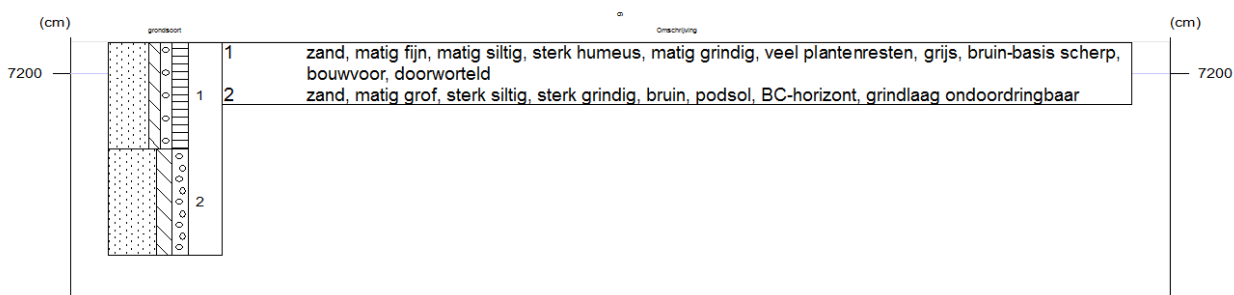 9
(cm)
grondsoort
Omschrijving
(cm)
1 zand, matig fijn, matig siltig, sterk humeus, matig grindig, veel plantenresten, grijs, bruin-basis scherp,
7200
bouwvoor, doorworteld
7200
1
2 zand, matig grof, sterk siltig, sterk grindig, bruin, podsol, BC-horizont, grindlaag ondoordringbaar
2